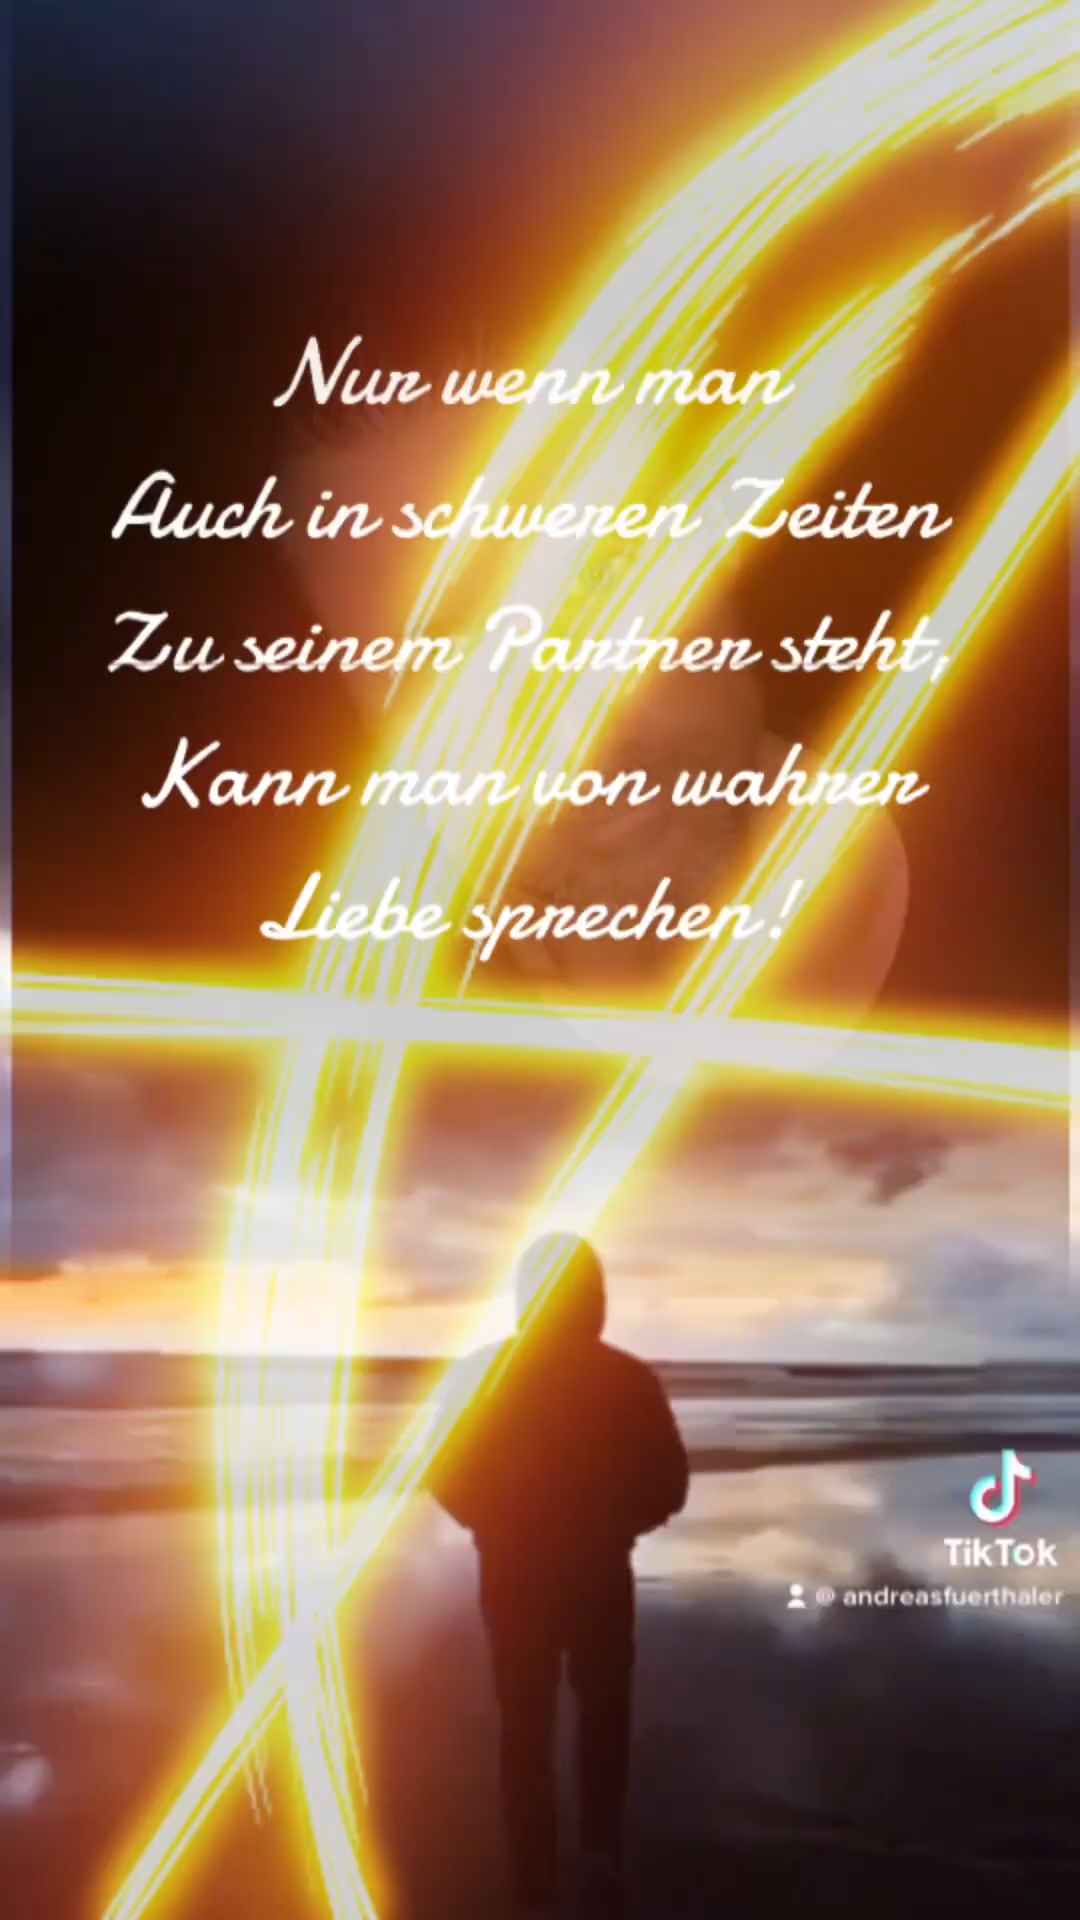 Nur wenn man
Auch in schweren Zeiten
Zu seinem Partner steht,
Kann man von wahrer
Liebe sprechen!
TikTok
@ andreasfuerthaler